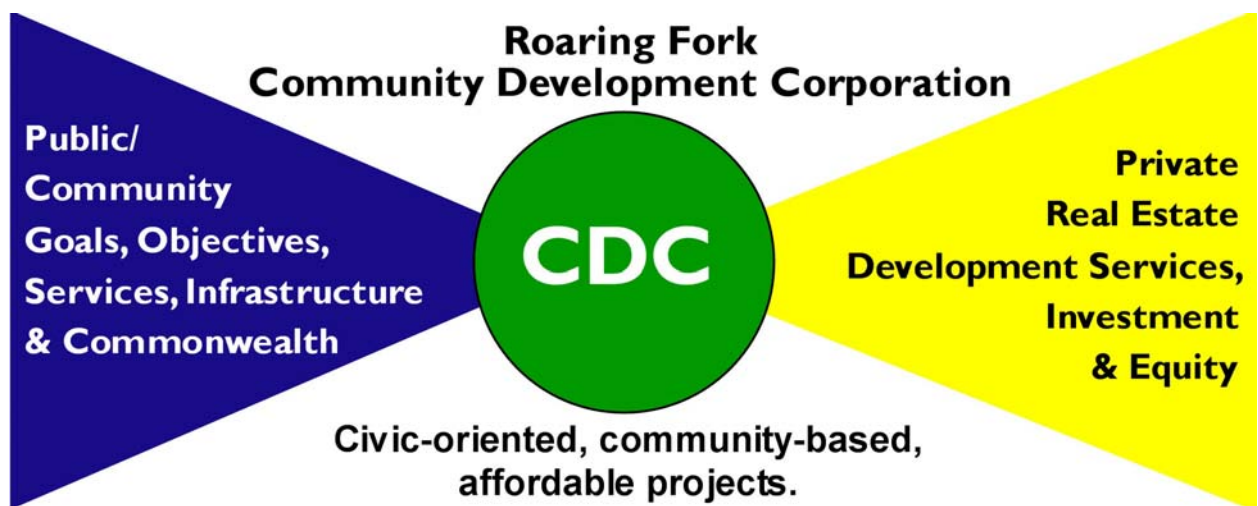 Roaring Fork
Community Development Corporation
Public/
Community
Goals, Objectives,
Services, Infrastructure
& Commonwealth
CDC
Private
Real Estate
Development Services,
Investment
& Equity
Civic-oriented, community-based,
affordable projects.